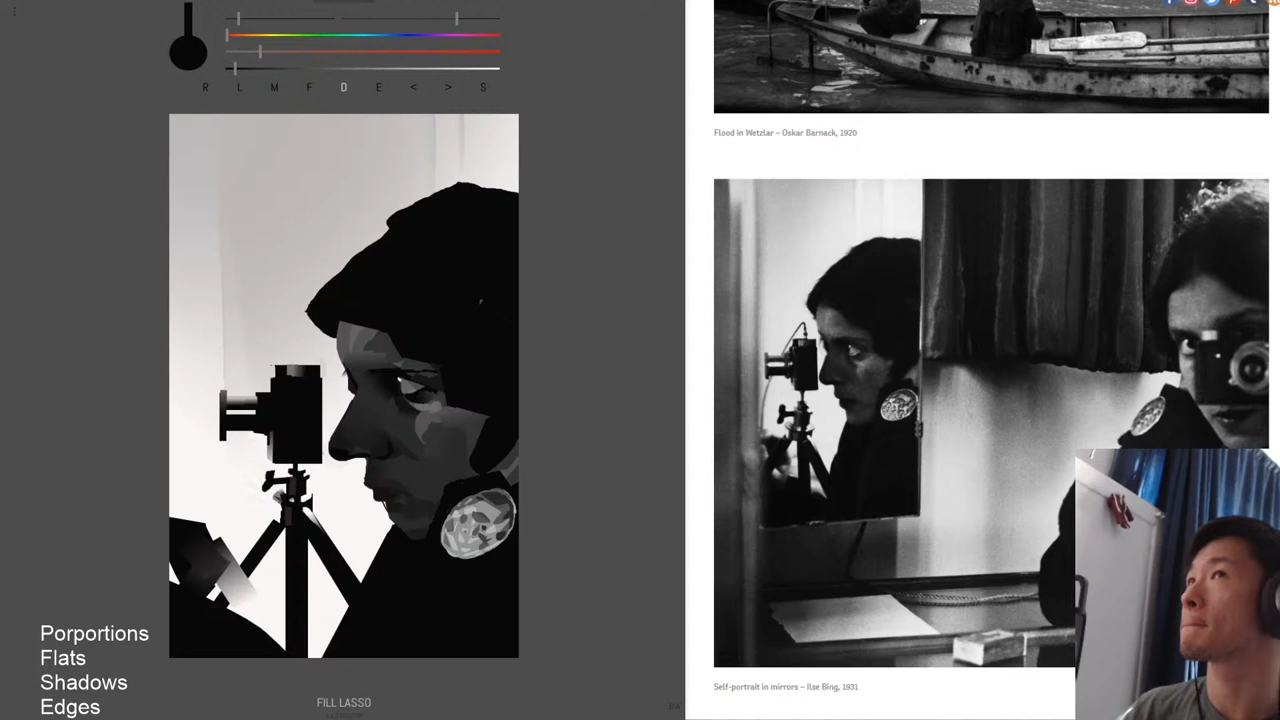 R L M F D E < > S
Flood in Wetzlar – Oskar Barnack, 1920
Porportions
Flats
Shadows
Edges
FILL LASSO
Self-portrait in mirrors – Ilse Bing, 1931